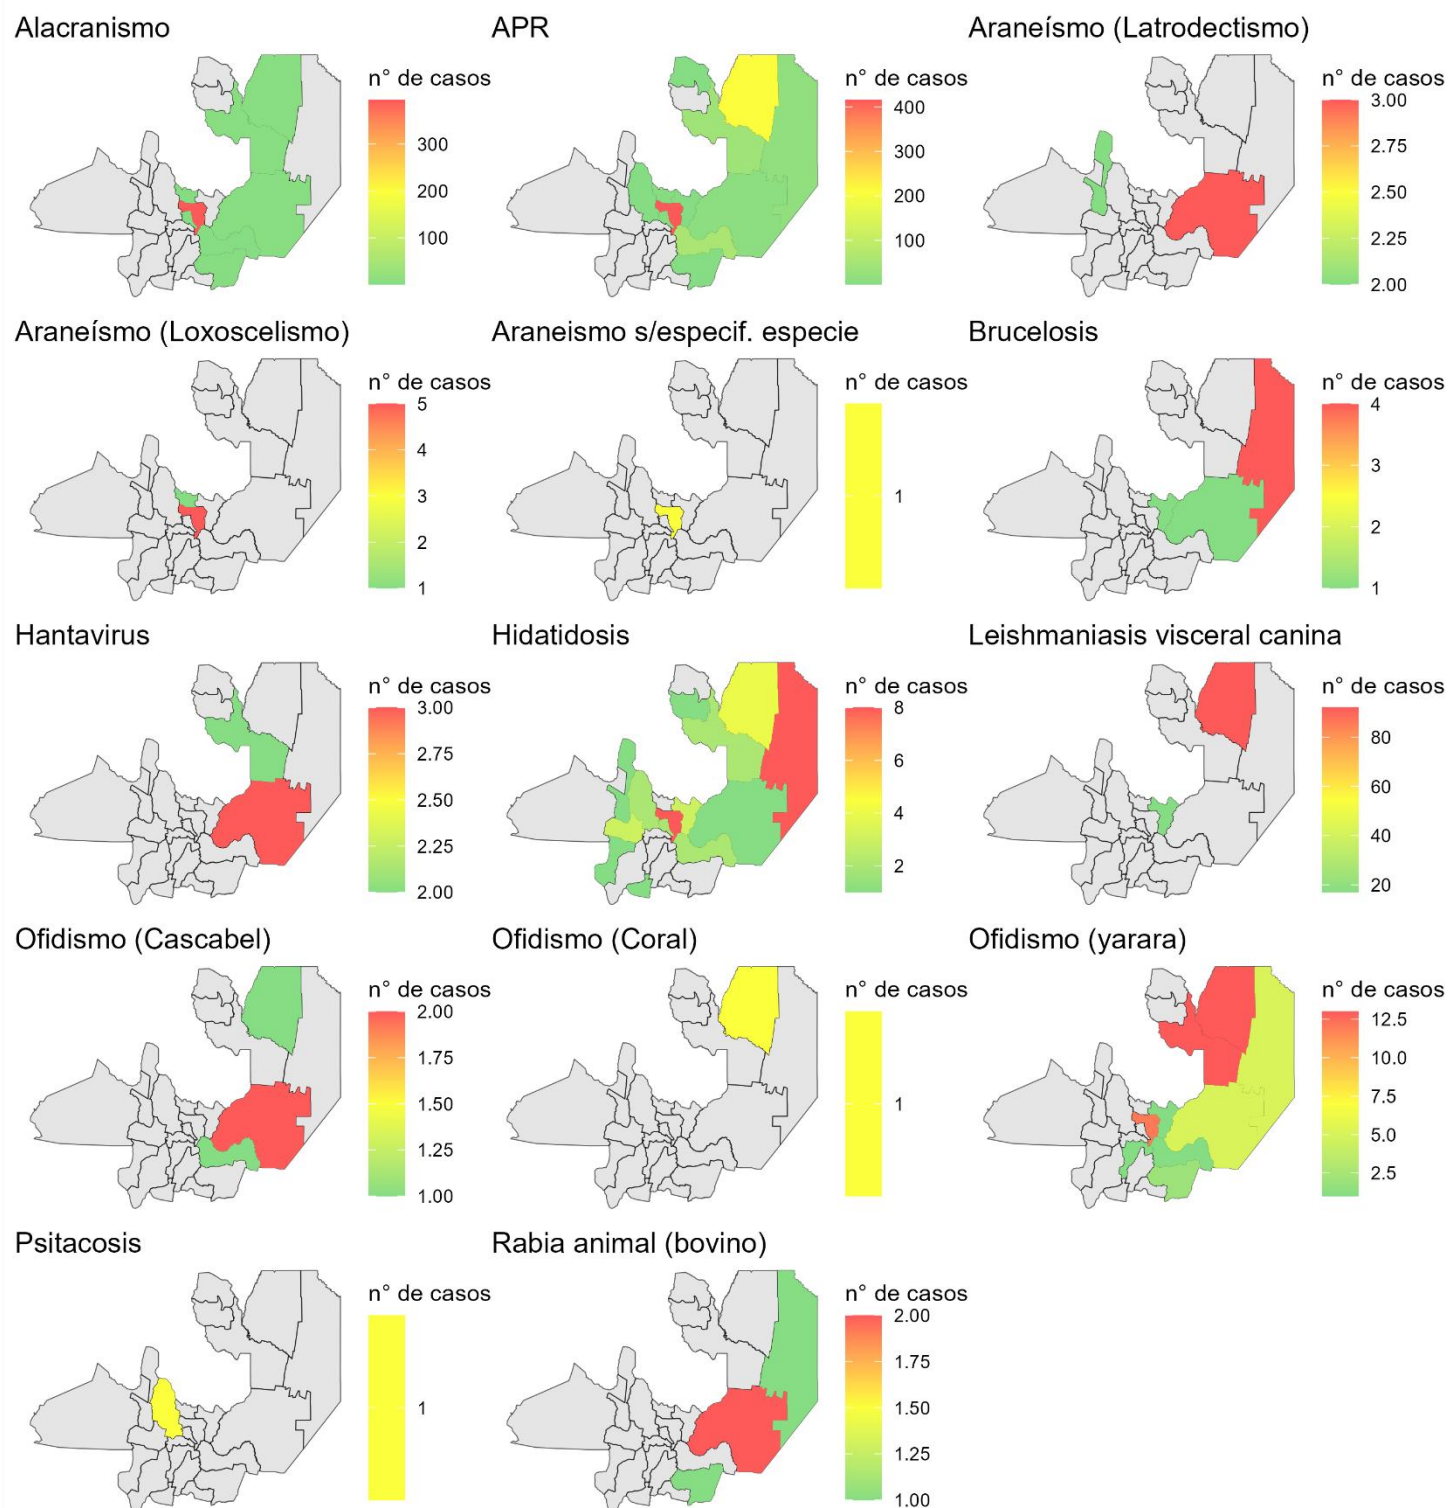 Alacranismo
n° de casos
300
200
100
APR
n° de casos
400
300
200
100
Araneísmo (Latrodectismo)
n° de casos
3.00
2.75
2.50
2.25
2.00
Araneísmo (Loxoscelismo)
n° de casos
5
4
3
2
1
Araneismo s/especif. especie
n° de casos
1
Brucelosis
n° de casos
4
3
2
1
Hantavirus
n° de casos
3.00
2.75
2.50
2.25
2.00
Hidatidosis
n° de casos
8
6
4
2
Leishmaniasis visceral canina
n° de casos
80
60
40
20
Ofidismo (Cascabel)
n° de casos
2.00
1.75
1.50
1.25
1.00
Ofidismo (Coral)
n° de casos
1
Ofidismo (yarara)
n° de casos
12.5
10.0
7.5
5.0
2.5
Psitacosis
n° de casos
1
Rabia animal (bovino)
n° de casos
2.00
1.75
1.50
1.25
1.00